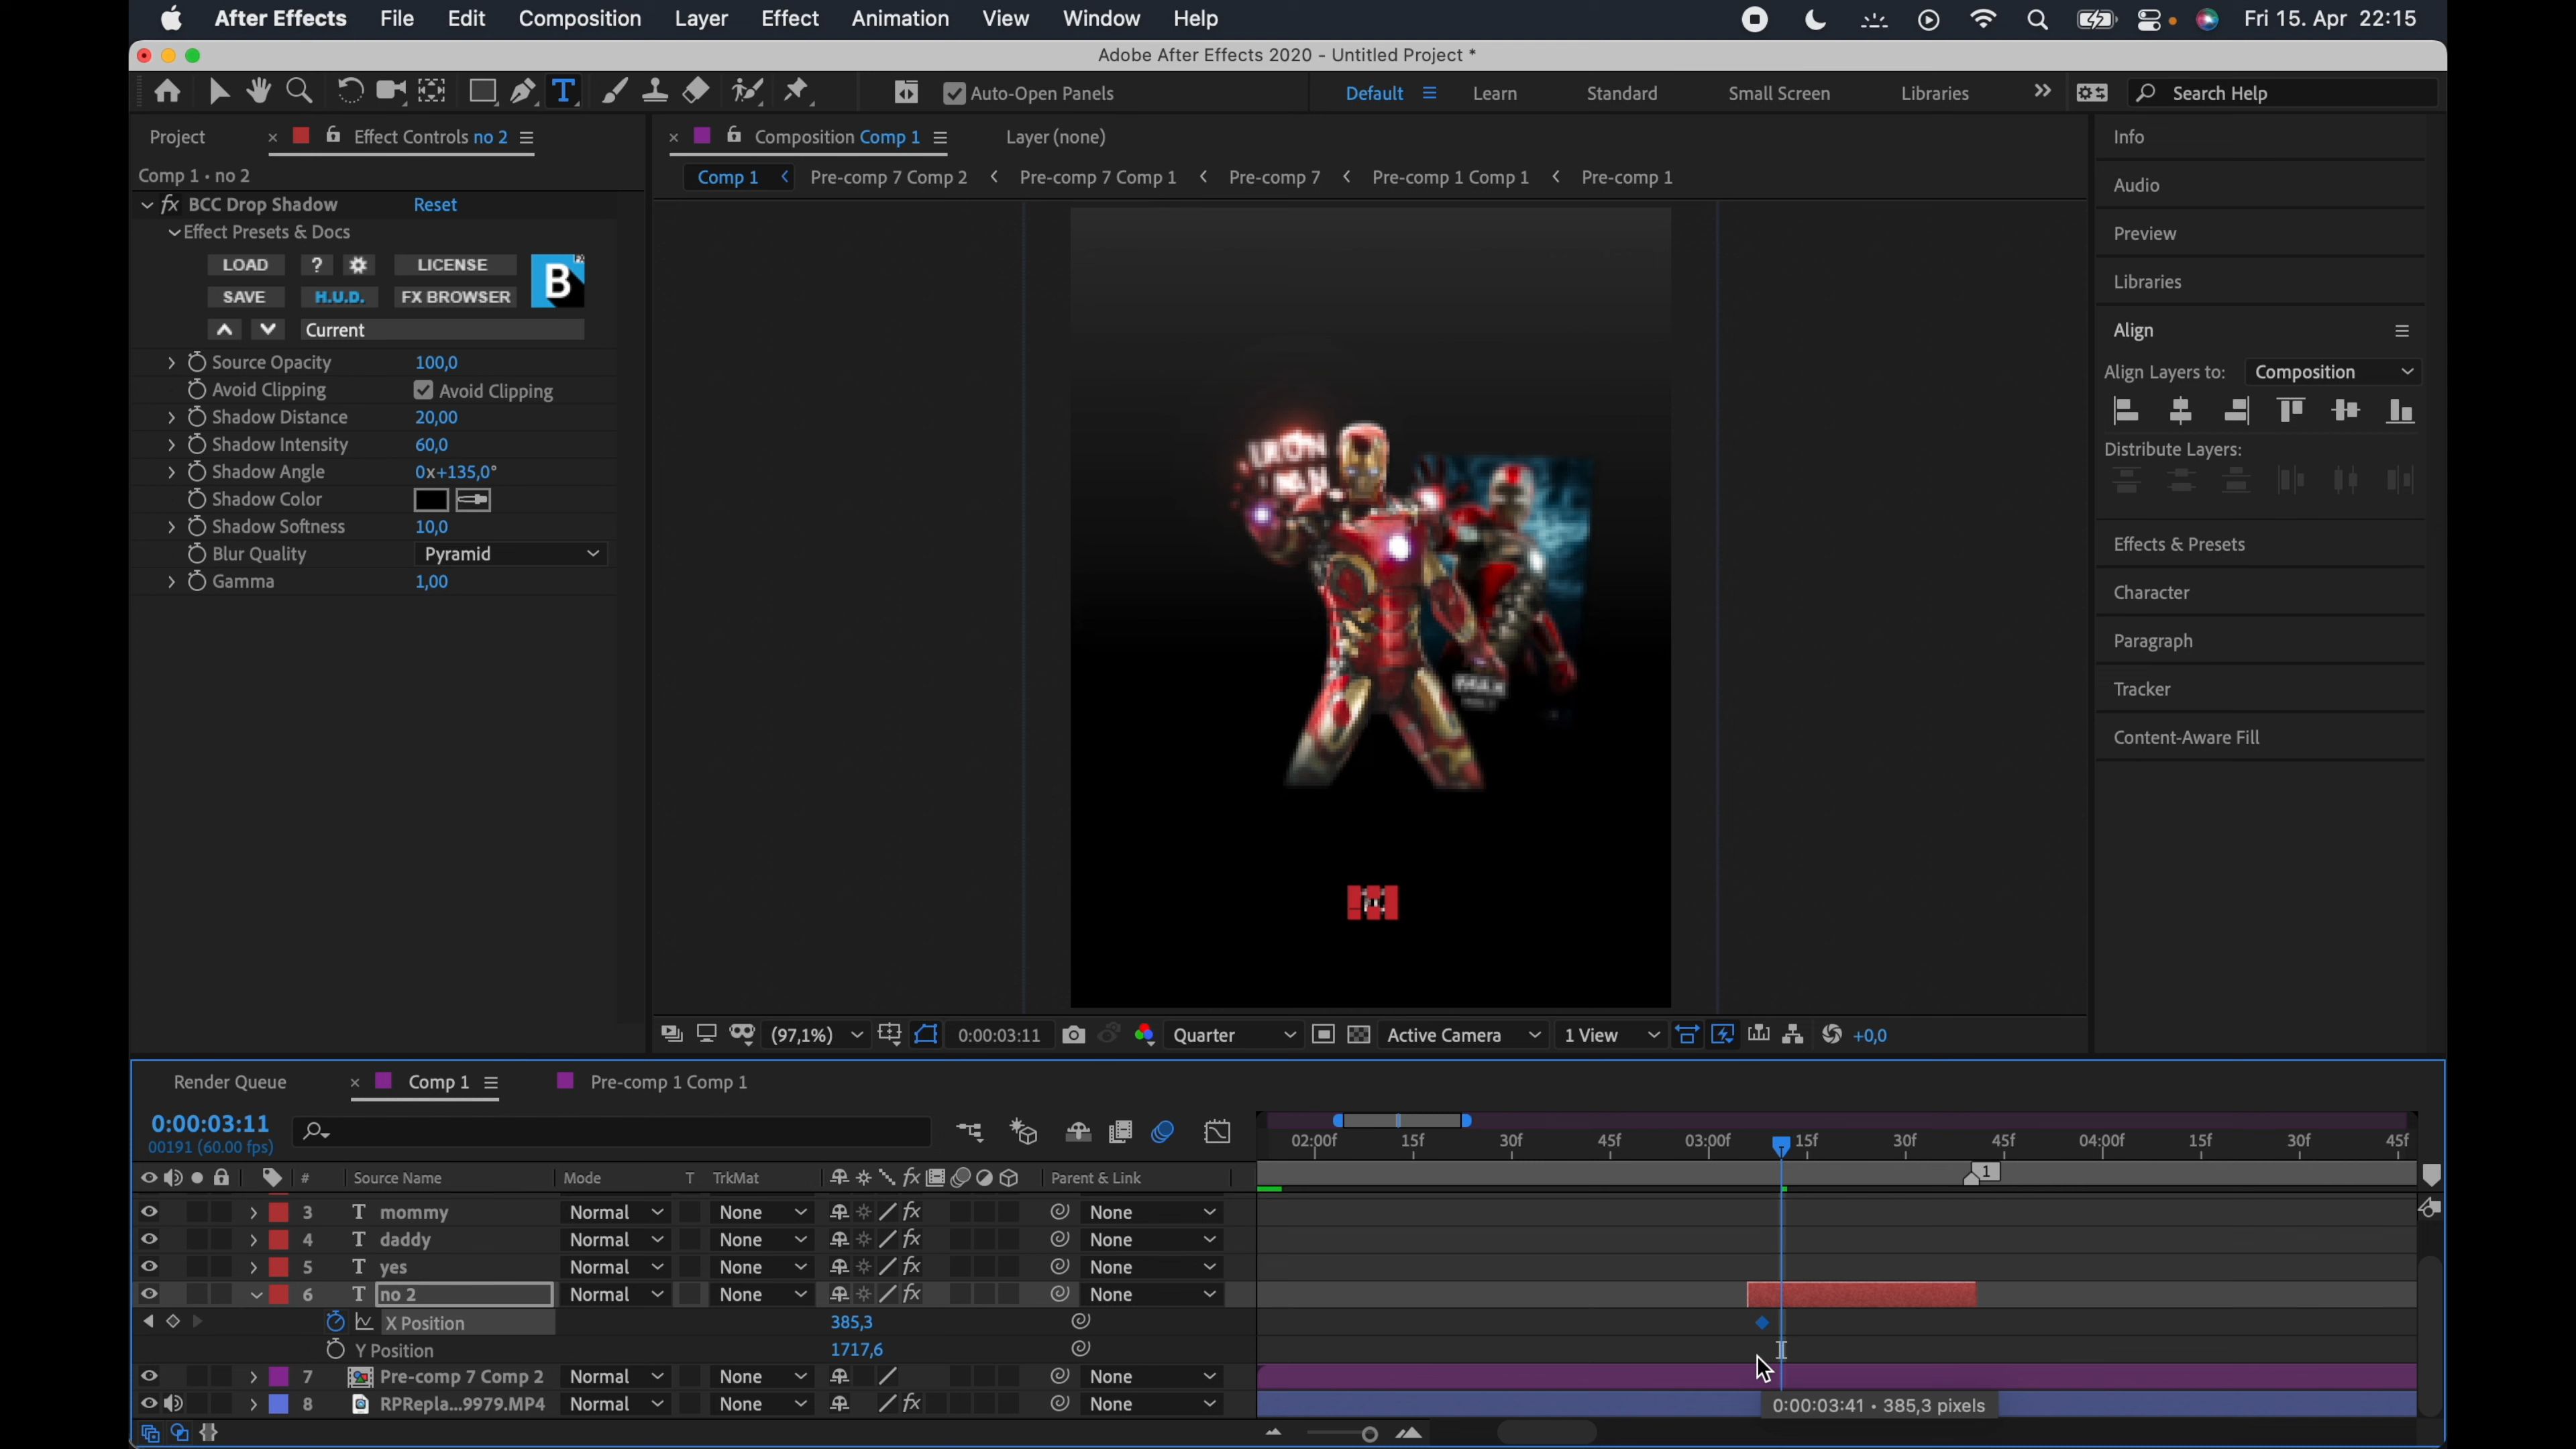 After Effects File Edit Composition Layer Effect Animation View Window Help Fri 15. Apr 22:15
Adobe After Effects 2020 - Untitled Project *
T Auto-Open Panels Default Learn Standard Small Screen Libraries Search Help
Project Effect Controls no 2 Composition Comp 1 Layer (none) Info
Comp 1 • no 2 Comp 1 Pre-comp 7 Comp 2 Pre-comp 7 Comp 1 Pre-comp 7 Pre-comp 1 Comp 1 Pre-comp 1
Audio
fx BCC Drop Shadow Reset
Effect Presets & Docs Preview
LOAD ? LICENSE B
Libraries
SAVE H.U.D. FX BROWSER
Current Align
Source Opacity 100,0 Align Layers to: Composition
Avoid Clipping Avoid Clipping
Shadow Distance 20,00
Shadow Intensity 60,0 Distribute Layers:
Shadow Angle 0x+135,0°
Shadow Color
Shadow Softness 10,0
Blur Quality Pyramid Effects & Presets
Gamma 1,00 Character
Paragraph
Tracker
Content-Aware Fill
IRON
(97,1%) 0:00:03:11 Quarter Active Camera 1 View +0,0
Render Queue Comp 1 Pre-comp 1 Comp 1
0:00:03:11
00191 (60.00 fps)
02:00f 15f 30f 45f 03:00f 15f 30f 45f 04:00f 15f 30f 45f
# Source Name Mode T TrkMat fx Parent & Link 1
3 T mommy Normal None fx None
4 T daddy Normal None fx None
5 T yes Normal None fx None
6 T no 2 Normal None fx None
X Position 385,3
Y Position 1717,6
7 Pre-comp 7 Comp 2 Normal None None
8 RPRepla...9979.MP4 Normal None fx None
0:00:03:41 • 385,3 pixels